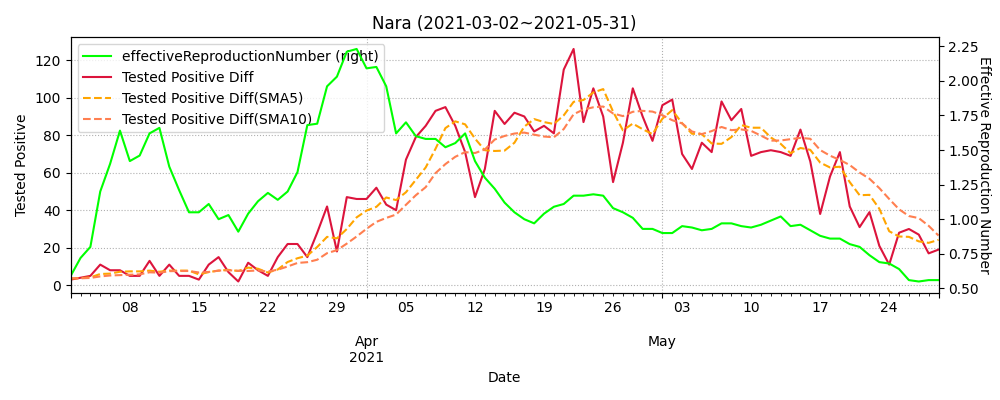 Nara (2021-03-02~2021-05-31)
effectiveReproductionNumber (right)
Tested Positive Diff
Tested Positive Diff(SMA5)
Tested Positive Diff(SMA10)
Tested Positive
120
100
80
60
40
20
0
2.25
2.00
1.75
1.50
1.25
1.00
0.75
0.50
Effective Reproduction Number
08 15 22 29 05 12 19 26 03 10 17 24
Apr May
2021
Date